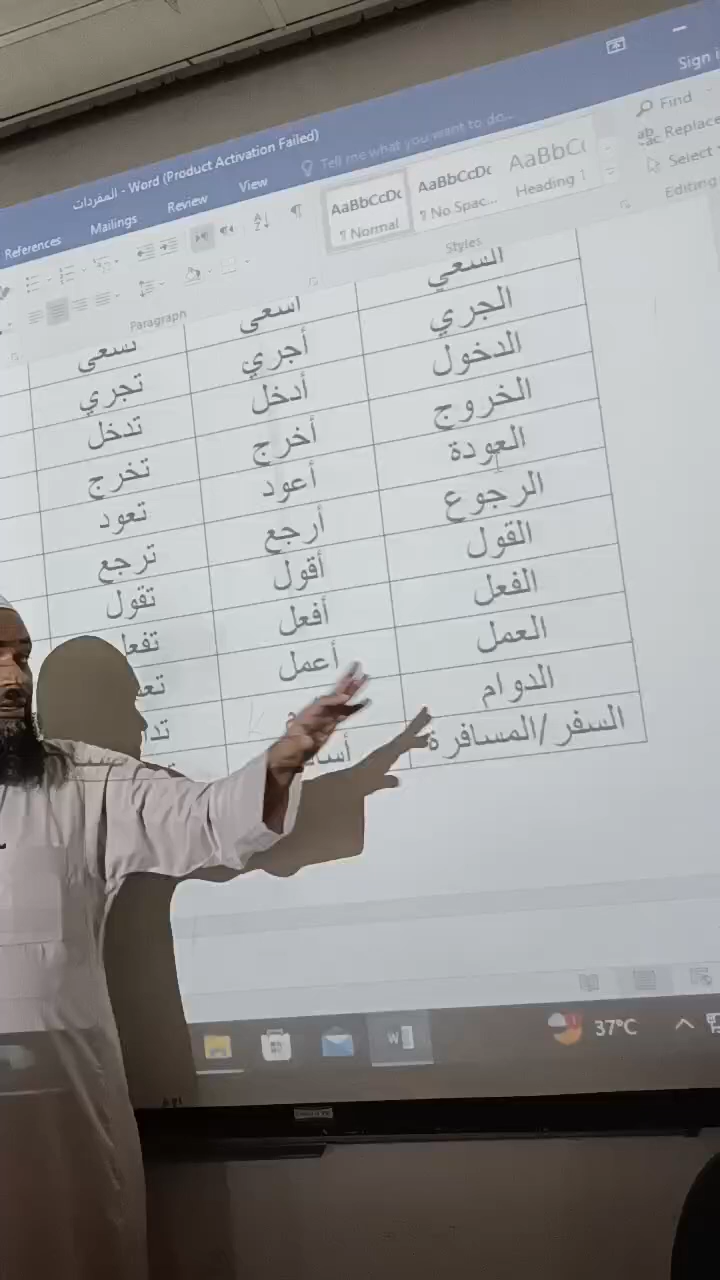 المفردات - Word (Product Activation Failed)
Sign i
References Mailings Review View Tell me what you want to do...
Find
Replace
Select
Editing
AaBbCcDc AaBbCcDc AaBbC
¶ Normal ¶ No Spac... Heading 1
Paragraph Styles
السعي اسعى تسعى
الجري أجري تجري
الدخول أدخل تدخل
الخروج أخرج تخرج
العودة أعود تعود
الرجوع أرجع ترجع
القول أقول تقول
الفعل أفعل تفعل
العمل أعمل
الدوام
السفر/المسافرة
37°C